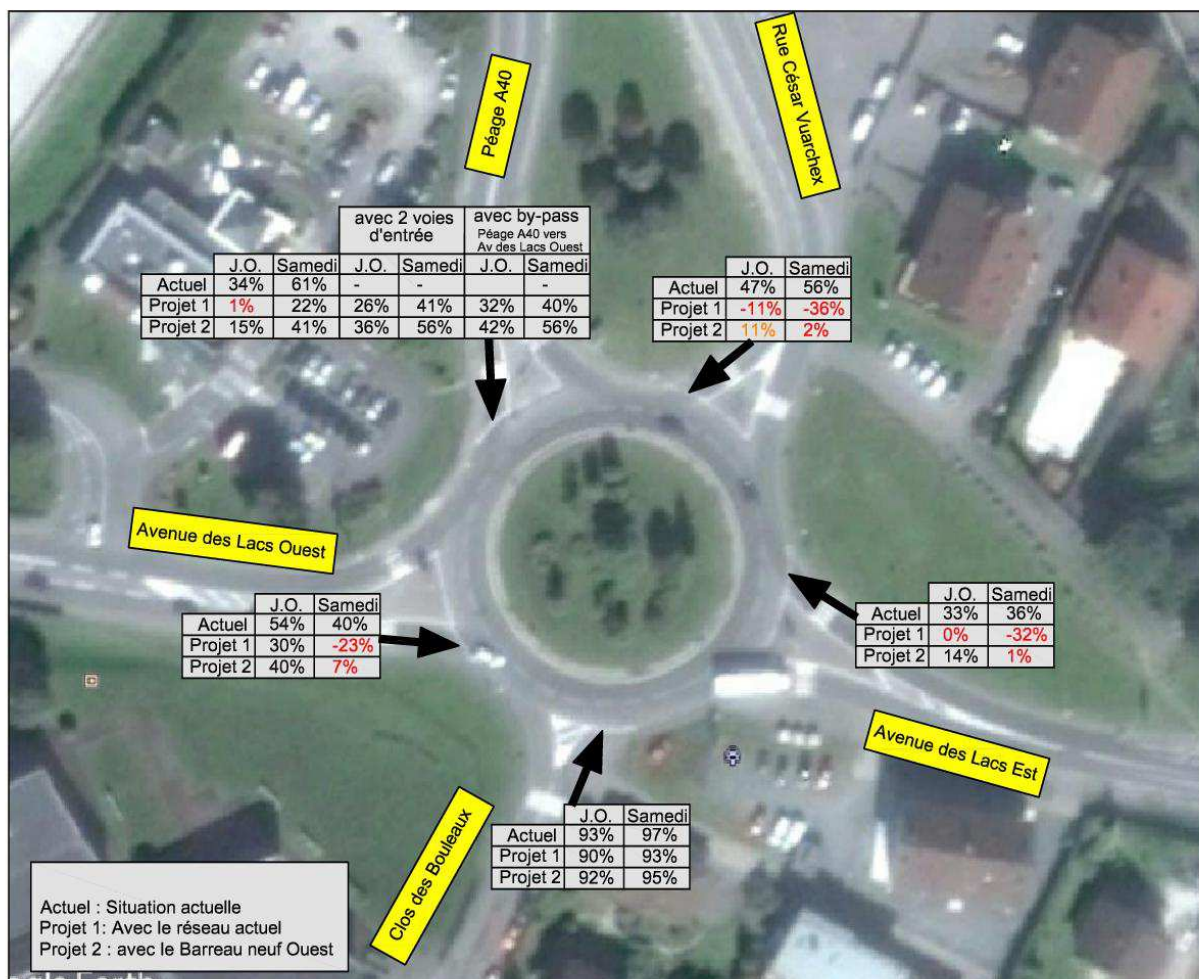 Péage A40
Rue César Vuarchex
avec 2 voies d'entrée
avec by-pass
Péage A40 vers
Av des Lacs Ouest
J.O. Samedi J.O. Samedi J.O. Samedi
Actuel 34% 61% - - -
Projet 1 1% 22% 26% 41% 32% 40%
Projet 2 15% 41% 36% 56% 42% 56%
J.O. Samedi
Actuel 47% 56%
Projet 1 -11% -36%
Projet 2 11% 2%
Avenue des Lacs Ouest
J.O. Samedi
Actuel 54% 40%
Projet 1 30% -23%
Projet 2 40% 7%
J.O. Samedi
Actuel 33% 36%
Projet 1 0% -32%
Projet 2 14% 1%
Avenue des Lacs Est
Clos des Bouleaux
J.O. Samedi
Actuel 93% 97%
Projet 1 90% 93%
Projet 2 92% 95%
Actuel : Situation actuelle
Projet 1: Avec le réseau actuel
Projet 2 : avec le Barreau neuf Ouest